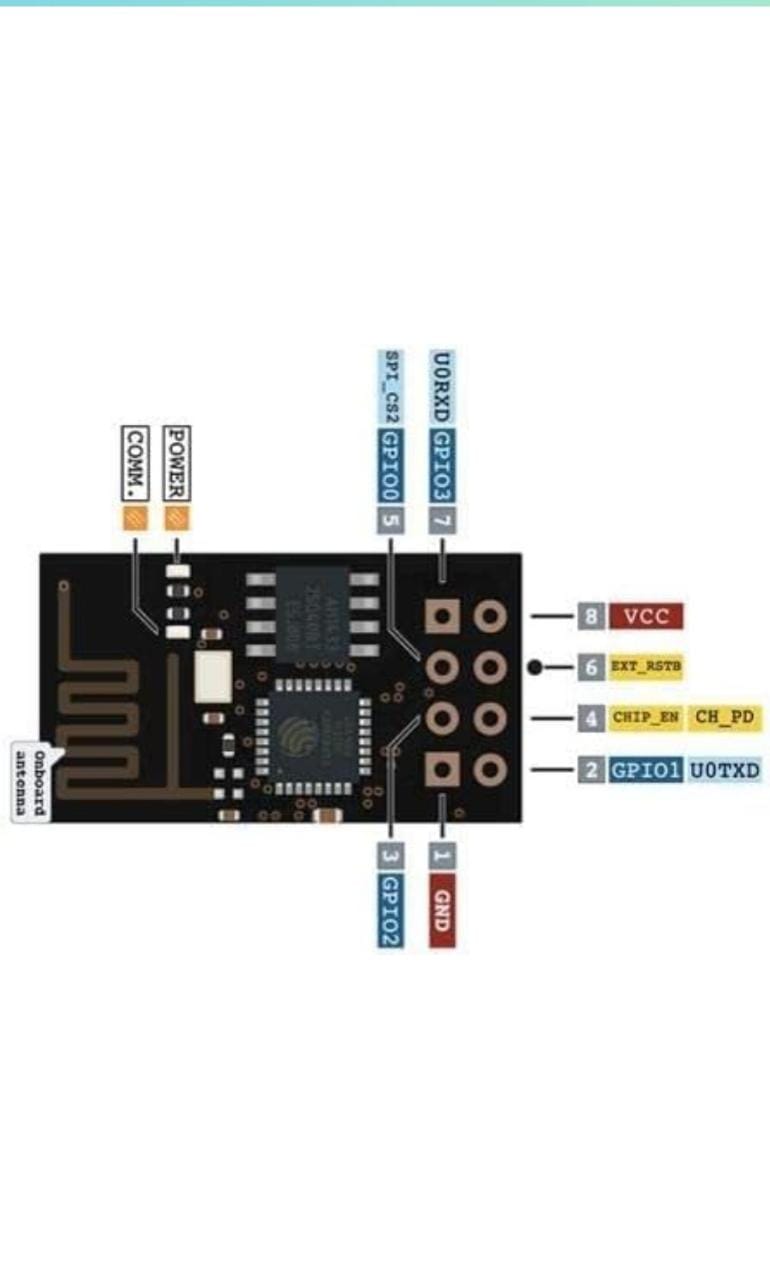 SPI_CS2 GPIO0 5
U0RXD GPIO3 7
COMM.
POWER
8 VCC
6 EXT_RSTB
4 CHIP_EN CH_PD
2 GPIO1 U0TXD
Onboard
antonna
3 GPIO2
1 GND